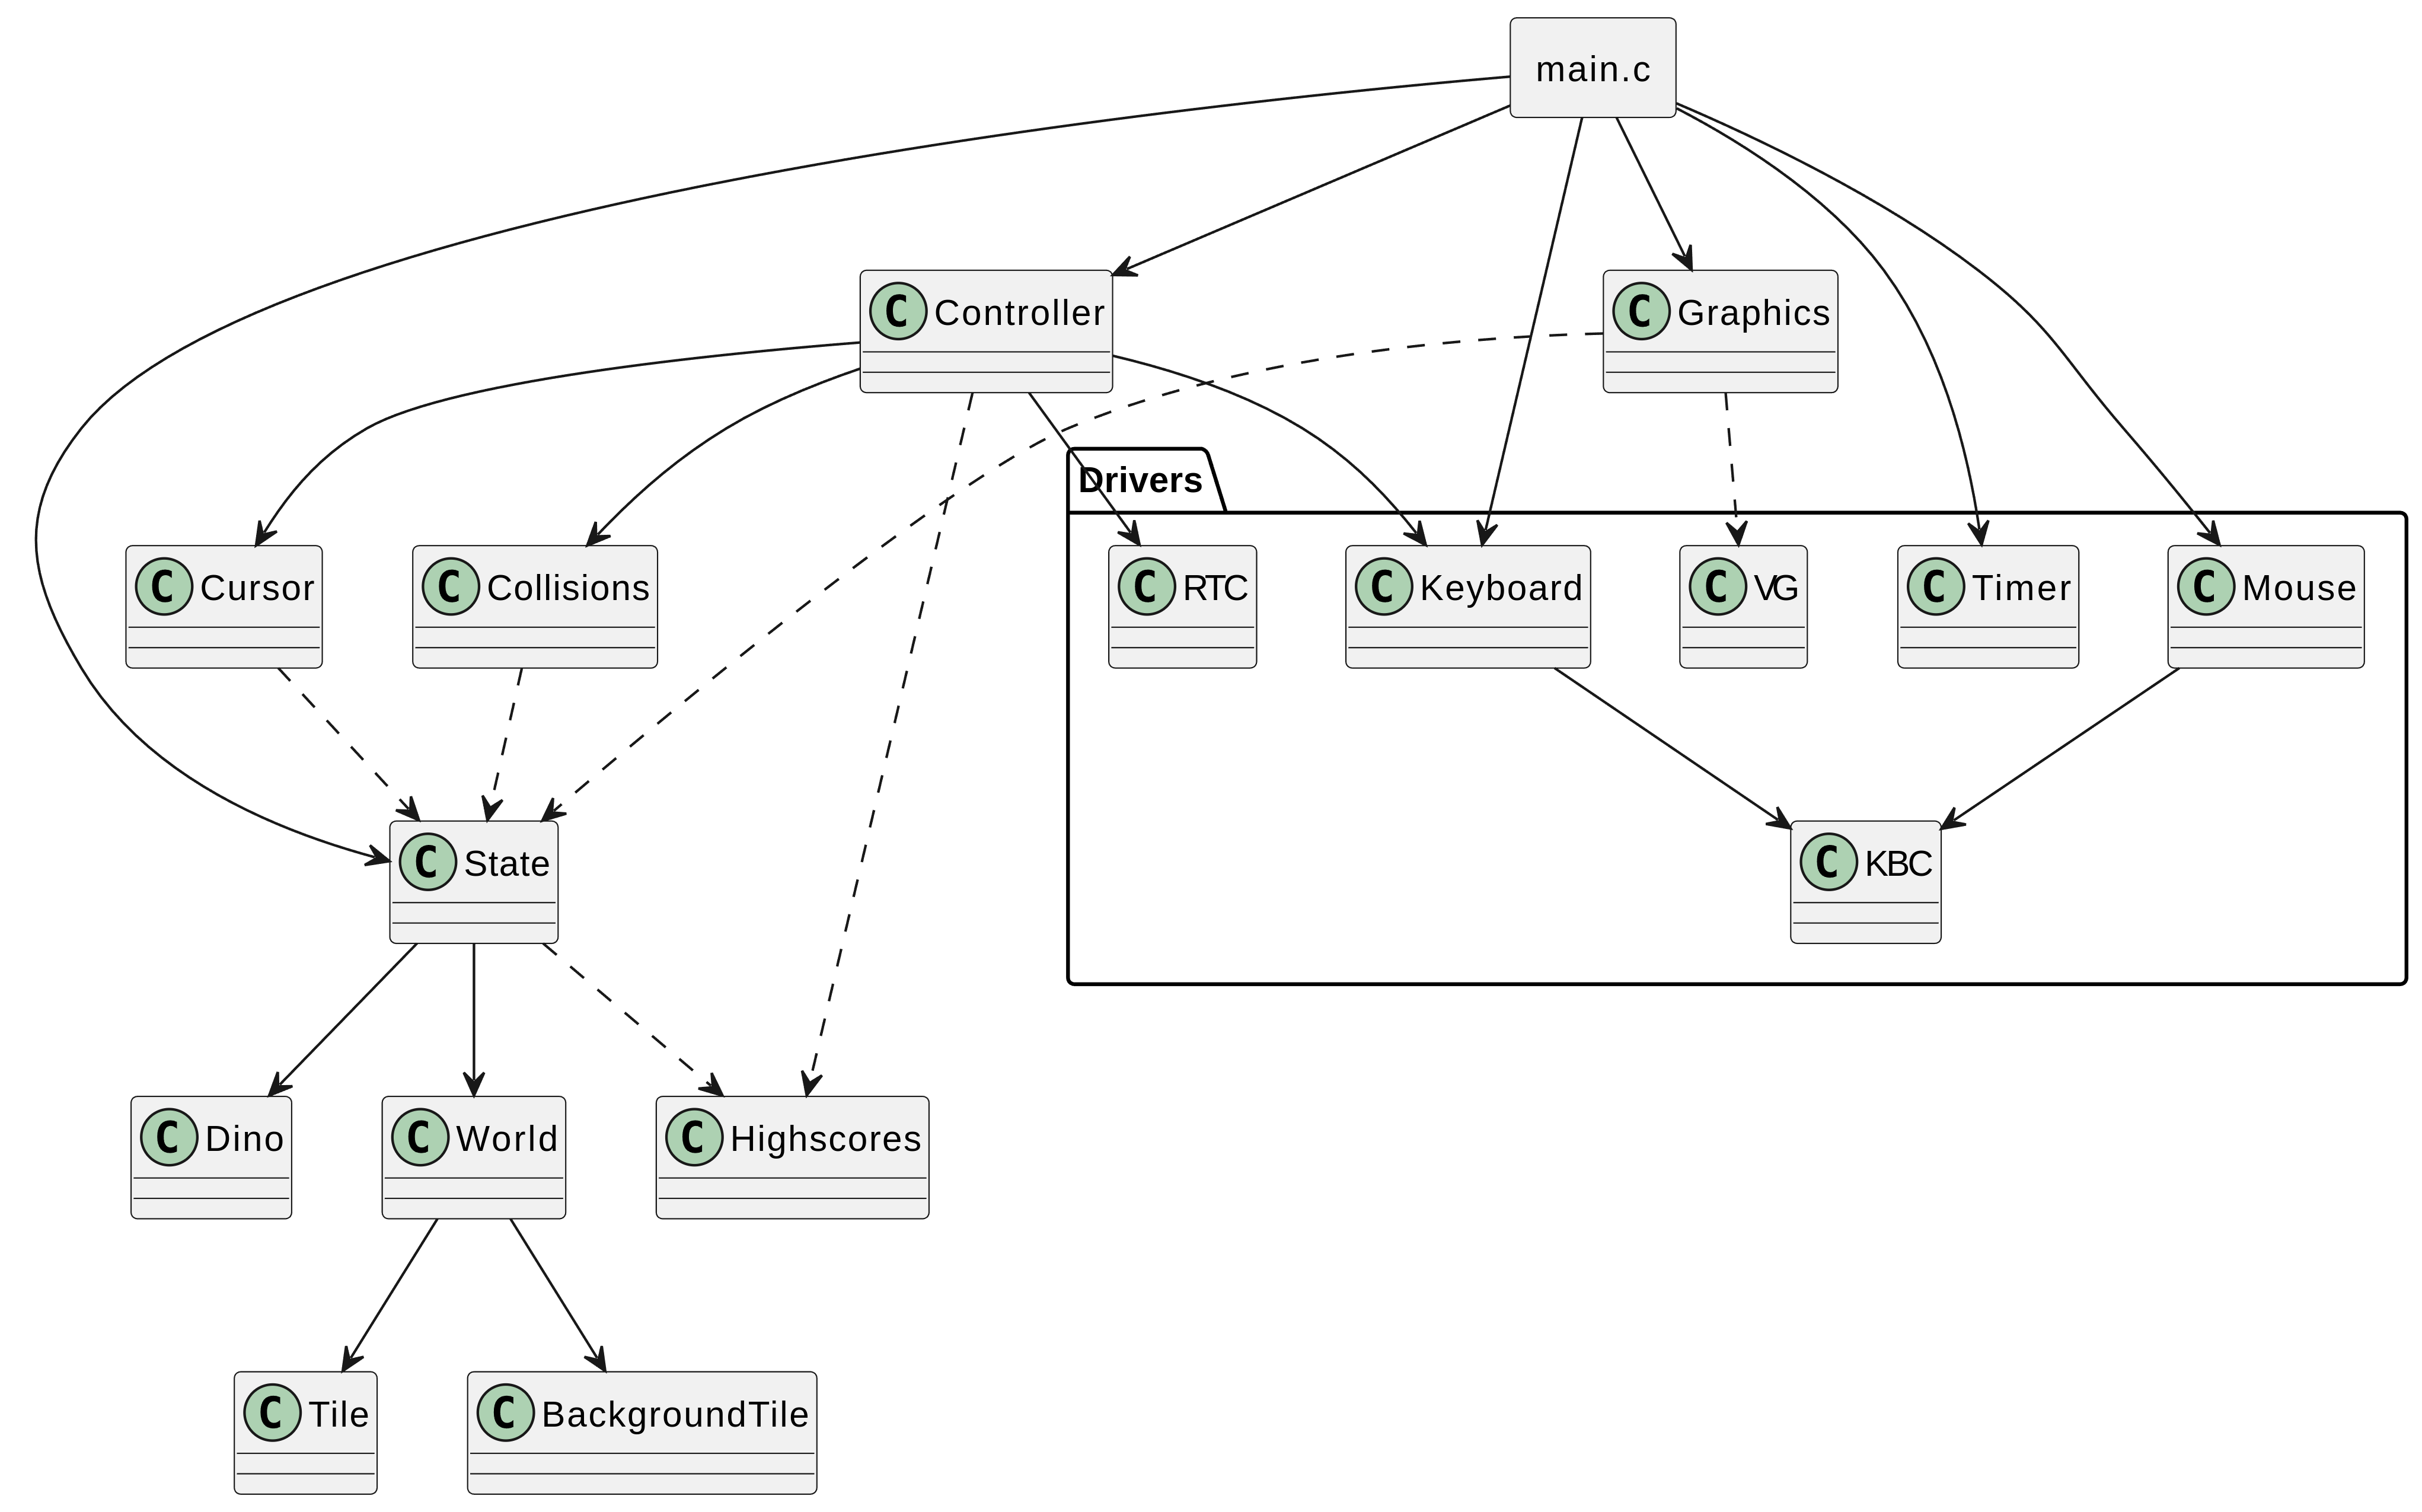 main.c
C Controller
C Graphics
Drivers
C Cursor
C Collisions
C RTC
C Keyboard
C VG
C Timer
C Mouse
C State
C KBC
C Dino
C World
C Highscores
C Tile
C BackgroundTile